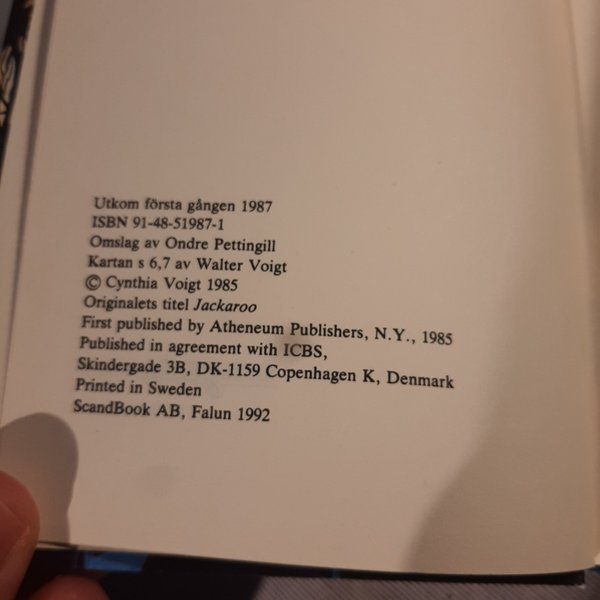 Utkom första gången 1987
ISBN 91-48-51987-1
Omslag av Ondre Pettingill
Kartan s 6,7 av Walter Voigt
© Cynthia Voigt 1985
Originalets titel Jackaroo
First published by Atheneum Publishers, N.Y., 1985
Published in agreement with ICBS,
Skindergade 3B, DK-1159 Copenhagen K, Denmark
Printed in Sweden
ScandBook AB, Falun 1992